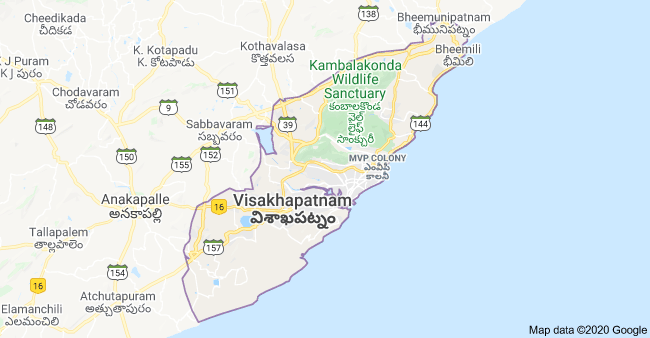 Cheedikada
చీడికడ
138
Bheemunipatnam
భీమునిపట్నం
K. Kotapadu
కె. కోటపాడు
Kothavalasa
కొత్తవలస
Bheemili
భీమిలి
J Puram
K J పురం
Chodavaram
చోడవరం
151
9
Kambalakonda
Wildlife
Sanctuary
కంబాలకొండ
వైల్డ్
లైఫ్
సాంక్చురీ
Sabbavaram
సబ్బవరం
39
144
148
150
152
155
MVP COLONY
ఎంవీపీ
కాలనీ
Anakapalle
అనకాపల్లి
16
Visakhapatnam
విశాఖపట్నం
Tallapalem
తాల్లపాలెం
157
154
16
Atchutapuram
అత్చుతాపురం
Elamanchili
ఎలమంచిలి
Map data ©2020 Google